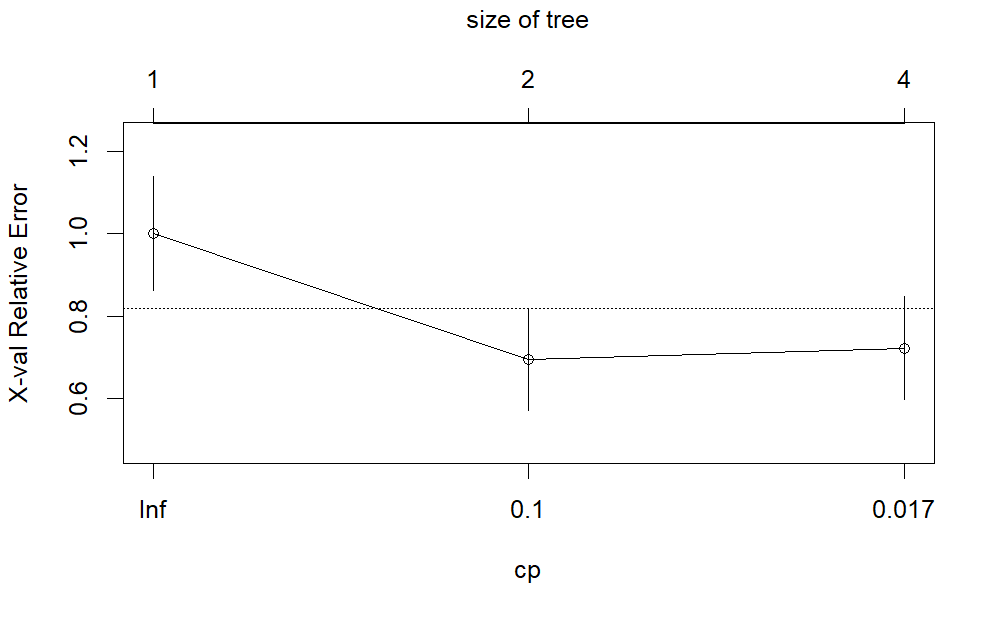 size of tree
1 2 4
X-val Relative Error
1.2
1.0
0.8
0.6
Inf 0.1 0.017
cp